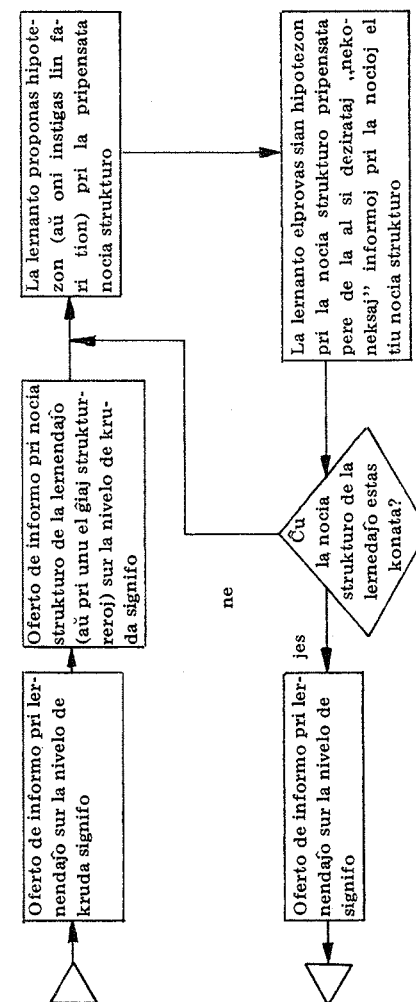 Oferto de informo pri ler-
nendaĵo sur la nivelo de
kruda signifo
Oferto de informo pri nocia
strukturo de la lernendaĵo
(aŭ pri unu el ĝiaj struktur-
reroj) sur la nivelo de kru-
da signifo
La lernanto proponas hipote-
zon (aŭ oni instigas lin fa-
ri tion) pri la pripensata
nocia strukturo
La lernanto elprovas sian hipotezon
pri la nocia strukturo pripensata
pere de la al si dezirataj „neko-
neksaj” informoj pri la nocioj el
tiu nocia strukturo
Ĉu
la nocia
strukturo de la
lernedaĵo estas
konata?
ne
jes
Oferto de informo pri ler-
nendaĵo sur la nivelo de
signifo